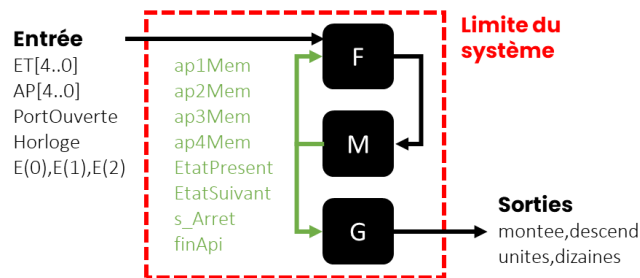 Entrée
ET[4..0]
AP[4..0]
PortOuverte
Horloge
E(0),E(1),E(2)
ap1Mem
ap2Mem
ap3Mem
ap4Mem
EtatPresent
EtatSuivant
s_Arret
finApi
F
M
G
Limite du
système
Sorties
montee,descend
unites,dizaines